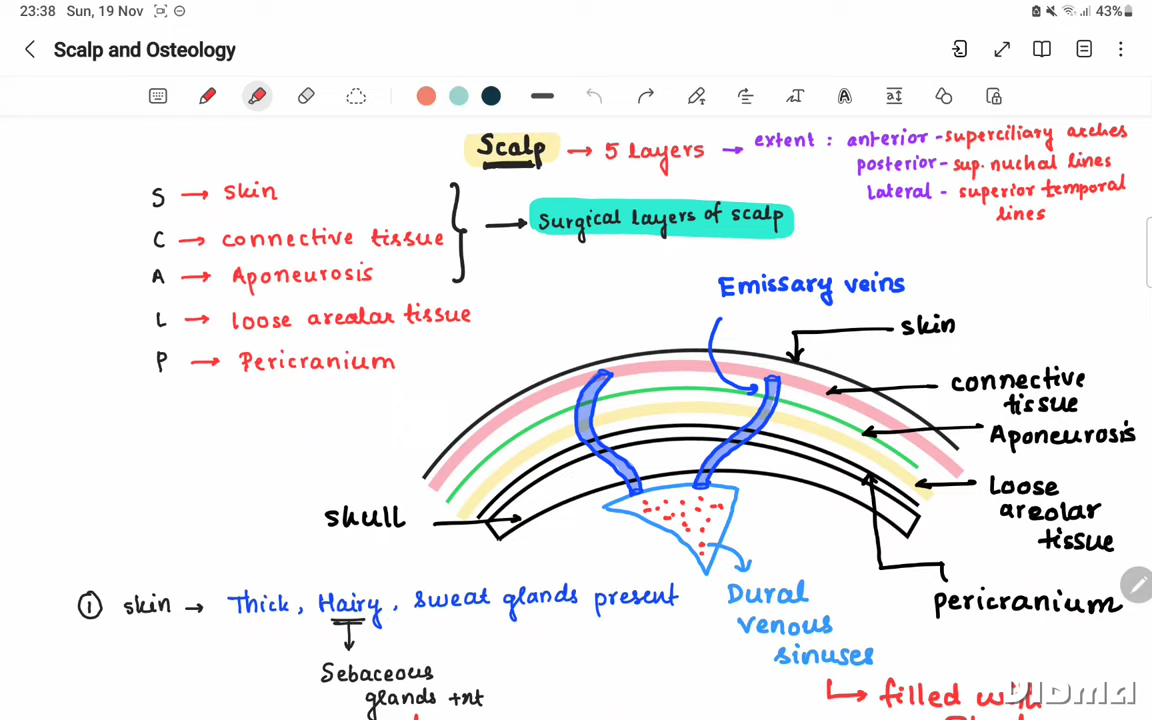 23:38 Sun, 19 Nov
43%
Scalp and Osteology
Scalp → 5 layers → extent : anterior - superciliary arches
posterior - sup. nuchal lines
Lateral - superior temporal
lines
S → skin
C → connective tissue
A → Aponeurosis
L → loose areolar tissue
P → Pericranium
→ Surgical layers of scalp
Emissary veins
skin
connective
tissue
Aponeurosis
Loose
areolar
tissue
pericranium
skull
Dural
venous
sinuses
↳ filled with
① skin → Thick, Hairy, sweat glands present
Sebaceous
glands +nt